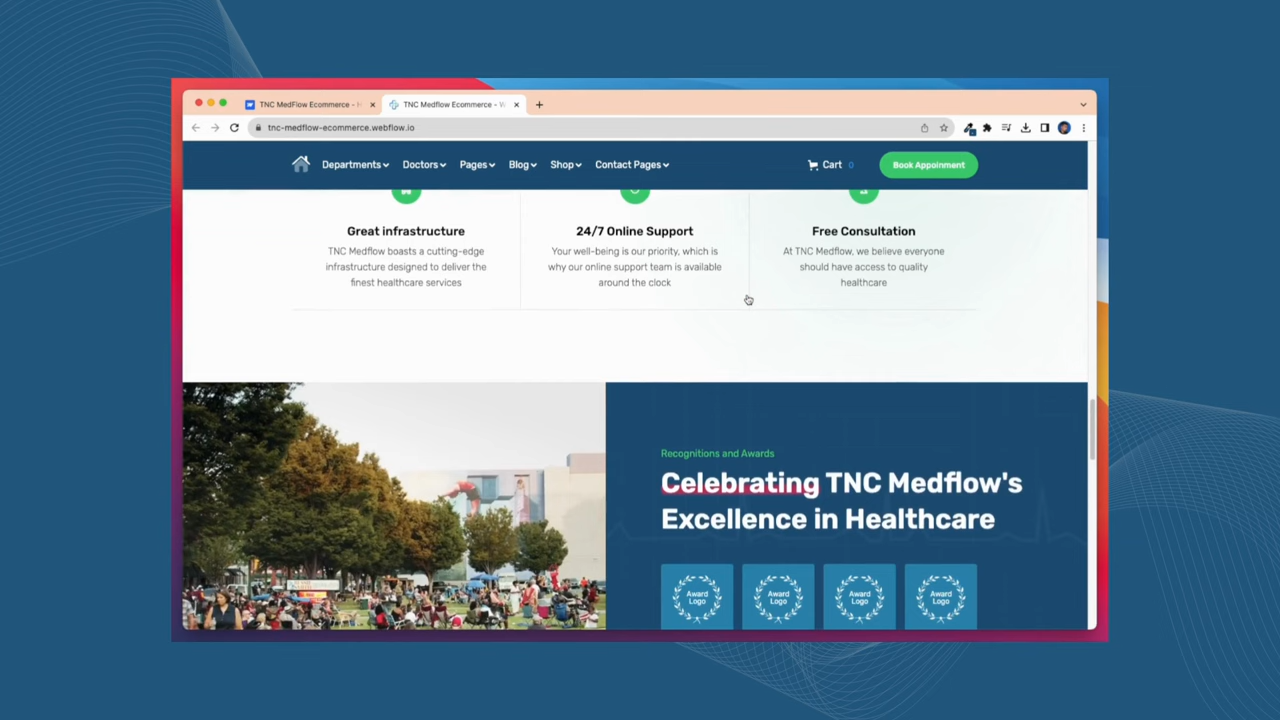 TNC MedFlow Ecommerce - H
TNC Medflow Ecommerce - W
tnc-medflow-ecommerce.webflow.io
Departments Doctors Pages Blog Shop Contact Pages Cart 0 Book Appoinment
Great infrastructure
TNC Medflow boasts a cutting-edge
infrastructure designed to deliver the
finest healthcare services
24/7 Online Support
Your well-being is our priority, which is
why our online support team is available
around the clock
Free Consultation
At TNC Medflow, we believe everyone
should have access to quality
healthcare
Recognitions and Awards
Celebrating TNC Medflow's
Excellence in Healthcare
Award
Logo
Award
Logo
Award
Logo
Award
Logo